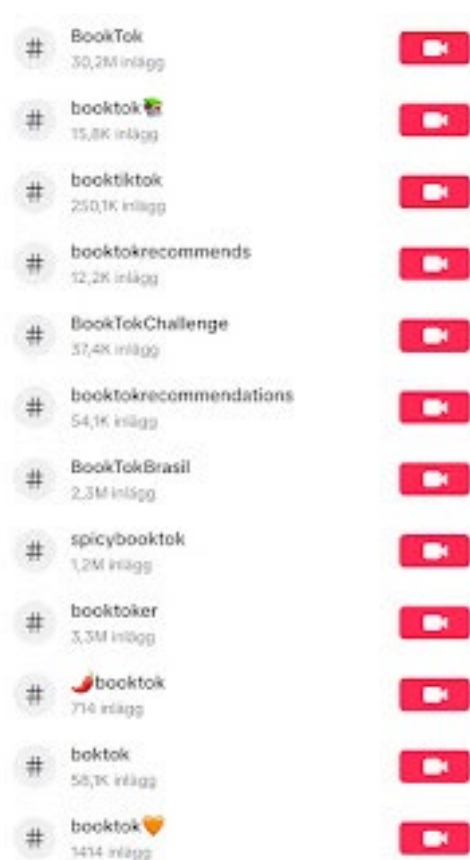 # BookTok
30,2M inlägg
# booktok📚
15,8K inlägg
# booktiktok
250,1K inlägg
# booktokrecommends
12,2K inlägg
# BookTokChallenge
37,4K inlägg
# booktokrecommendations
54,1K inlägg
# BookTokBrasil
2,3M inlägg
# spicybooktok
1,2M inlägg
# booktoker
3,3M inlägg
# 🌶️booktok
714 inlägg
# boktok
58,1K inlägg
# booktok🧡
1414 inlägg